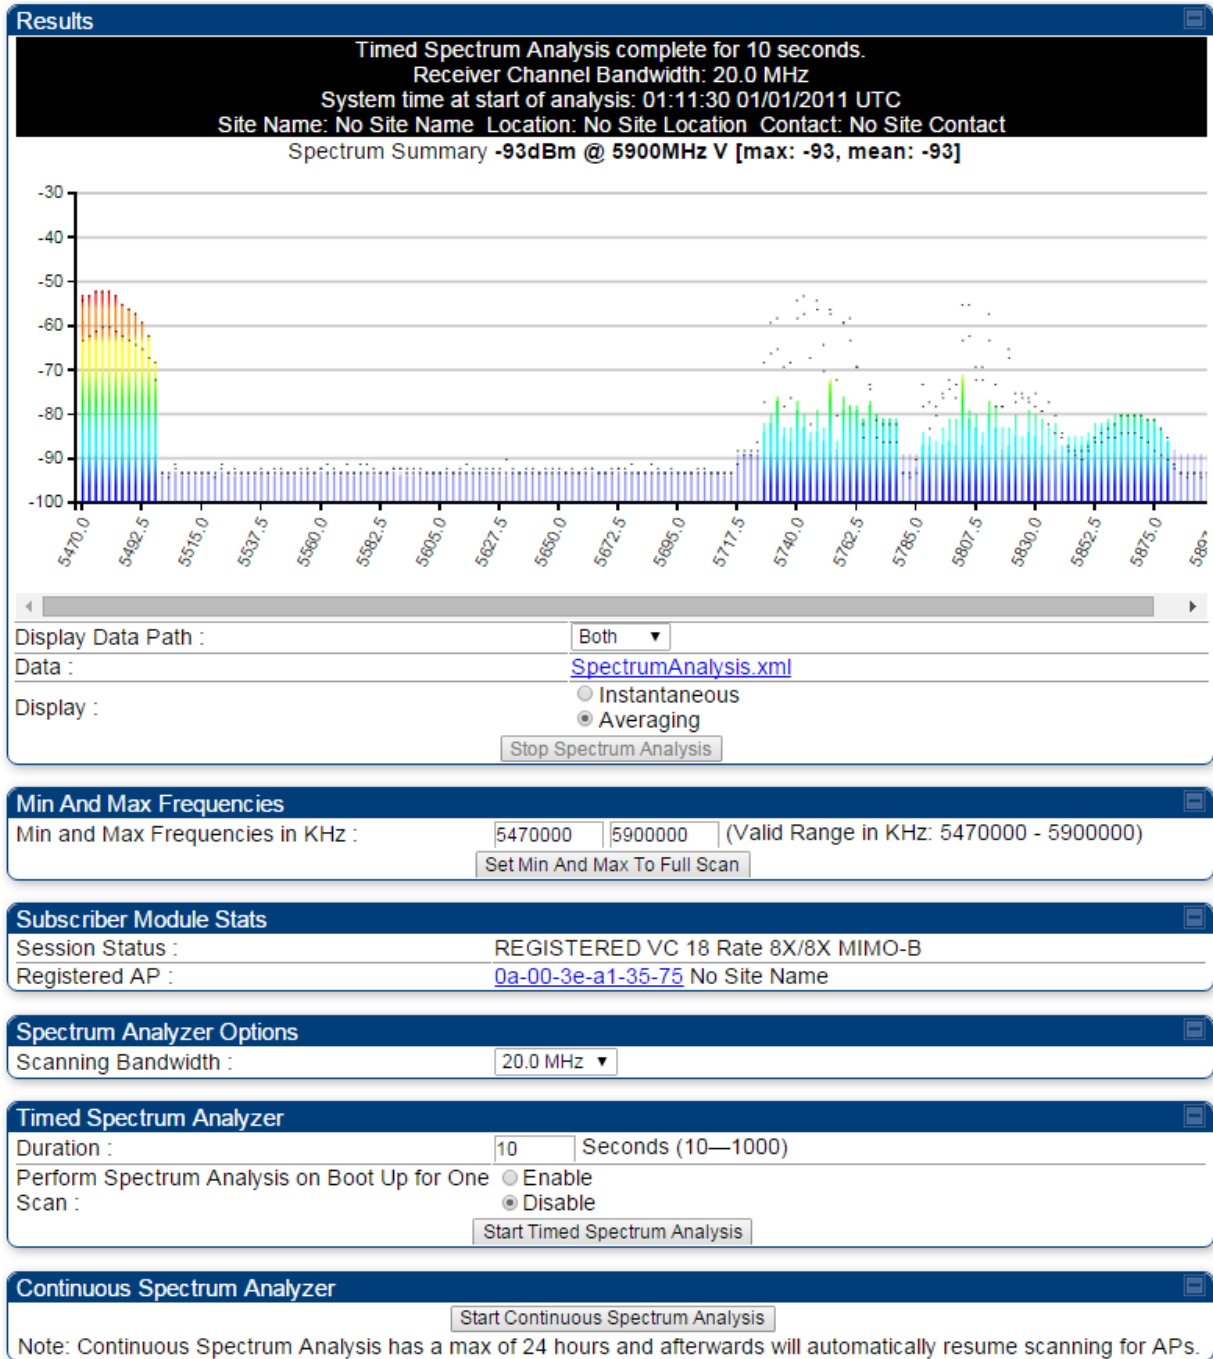 Results
Timed Spectrum Analysis complete for 10 seconds.
Receiver Channel Bandwidth: 20.0 MHz
System time at start of analysis: 01:11:30 01/01/2011 UTC
Site Name: No Site Name Location: No Site Location Contact: No Site Contact
Spectrum Summary -93dBm @ 5900MHz V [max: -93, mean: -93]
-30
-40
-50
-60
-70
-80
-90
-100
5470.0 5492.5 5515.0 5537.5 5560.0 5582.5 5605.0 5627.5 5650.0 5672.5 5695.0 5717.5 5740.0 5762.5 5785.0 5807.5 5830.0 5852.5 5875.0
Display Data Path : Both
Data : SpectrumAnalysis.xml
Display : Instantaneous
Averaging
Stop Spectrum Analysis
Min And Max Frequencies
Min and Max Frequencies in KHz : 5470000 5900000 (Valid Range in KHz: 5470000 - 5900000)
Set Min And Max To Full Scan
Subscriber Module Stats
Session Status : REGISTERED VC 18 Rate 8X/8X MIMO-B
Registered AP : 0a-00-3e-a1-35-75 No Site Name
Spectrum Analyzer Options
Scanning Bandwidth : 20.0 MHz
Timed Spectrum Analyzer
Duration : 10 Seconds (10—1000)
Perform Spectrum Analysis on Boot Up for One Enable
Scan : Disable
Start Timed Spectrum Analysis
Continuous Spectrum Analyzer
Start Continuous Spectrum Analysis
Note: Continuous Spectrum Analysis has a max of 24 hours and afterwards will automatically resume scanning for APs.